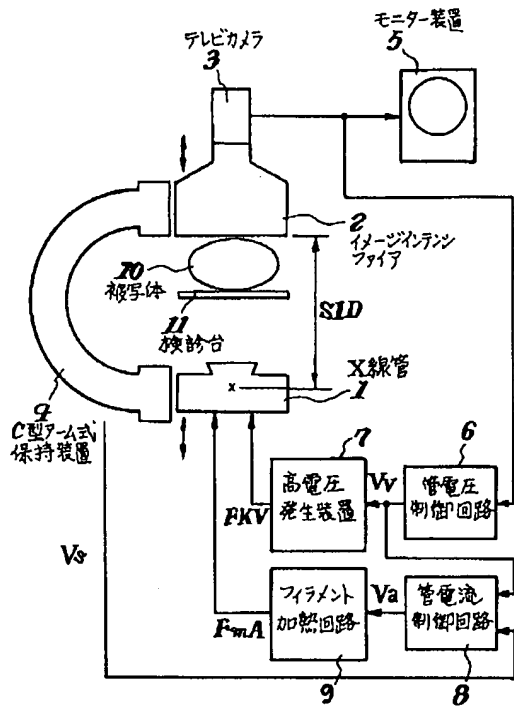 テレビカメラ
3
モニター装置
5
2
イメージインテンシ
ファイア
10
被写体
11
検診台
SID
X線管
x
1
4
C型アーム式
保持装置
7
高電圧
発生装置
Vv
6
管電圧
制御回路
FKV
Vs
フィラメント
加熱回路
9
Va
管電流
制御回路
8
FmA